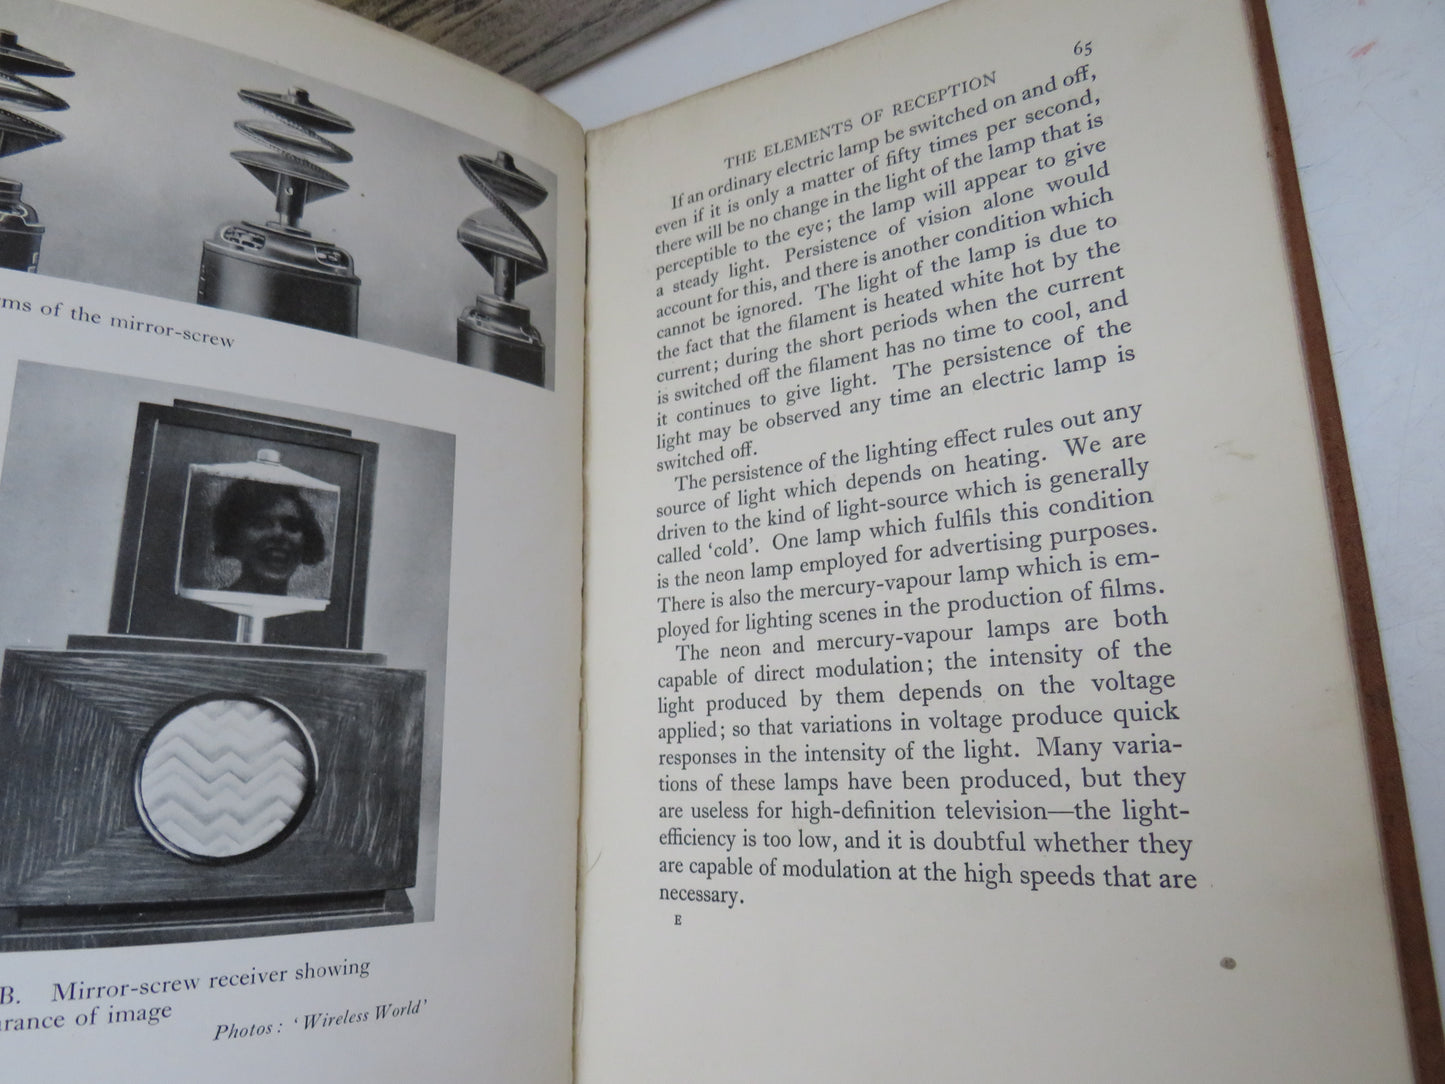 rms of the mirror-screw
B. Mirror-screw receiver showing
rance of image
Photos: 'Wireless World'
65
THE ELEMENTS OF RECEPTION
If an ordinary electric lamp be switched on and off,
even if it is only a matter of fifty times per second,
there will be no change in the light of the lamp that is
perceptible to the eye; the lamp will appear to give
a steady light. Persistence of vision alone would
account for this, and there is another condition which
cannot be ignored. The light of the lamp is due to
the fact that the filament is heated white hot by the
current; during the short periods when the current
is switched off the filament has no time to cool, and
it continues to give light. The persistence of the
light may be observed any time an electric lamp is
switched off.
The persistence of the lighting effect rules out any
source of light which depends on heating. We are
driven to the kind of light-source which is generally
called 'cold'. One lamp which fulfils this condition
is the neon lamp employed for advertising purposes.
There is also the mercury-vapour lamp which is em-
ployed for lighting scenes in the production of films.
The neon and mercury-vapour lamps are both
capable of direct modulation; the intensity of the
light produced by them depends on the voltage
applied; so that variations in voltage produce quick
responses in the intensity of the light. Many varia-
tions of these lamps have been produced, but they
are useless for high-definition television—the light-
efficiency is too low, and it is doubtful whether they
are capable of modulation at the high speeds that are
necessary.
E